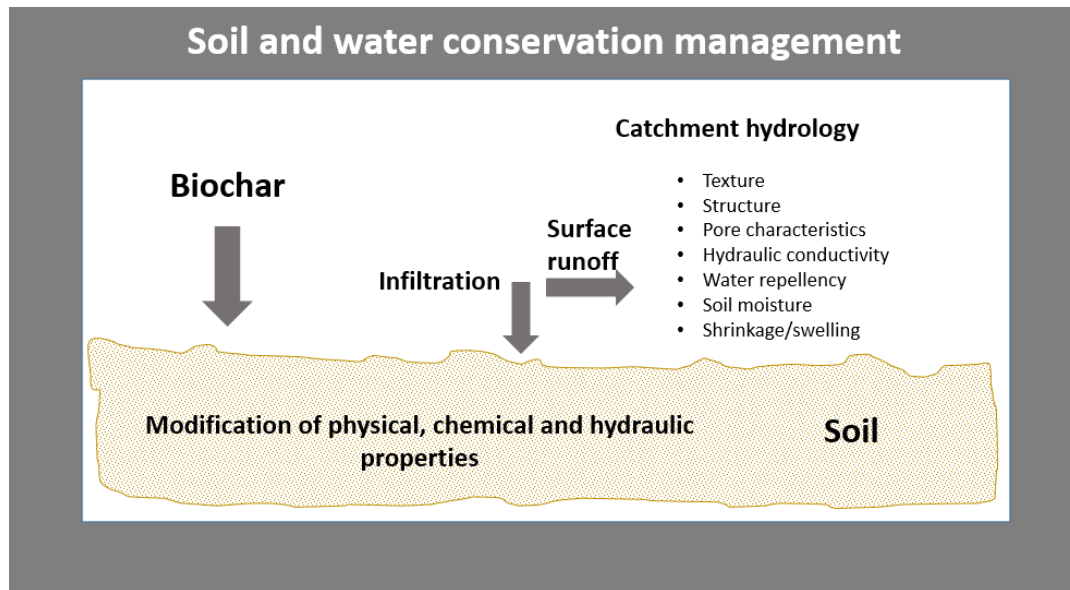 Soil and water conservation management
Biochar
Infiltration
Surface
runoff
Catchment hydrology
• Texture
• Structure
• Pore characteristics
• Hydraulic conductivity
• Water repellency
• Soil moisture
• Shrinkage/swelling
Modification of physical, chemical and hydraulic
properties
Soil